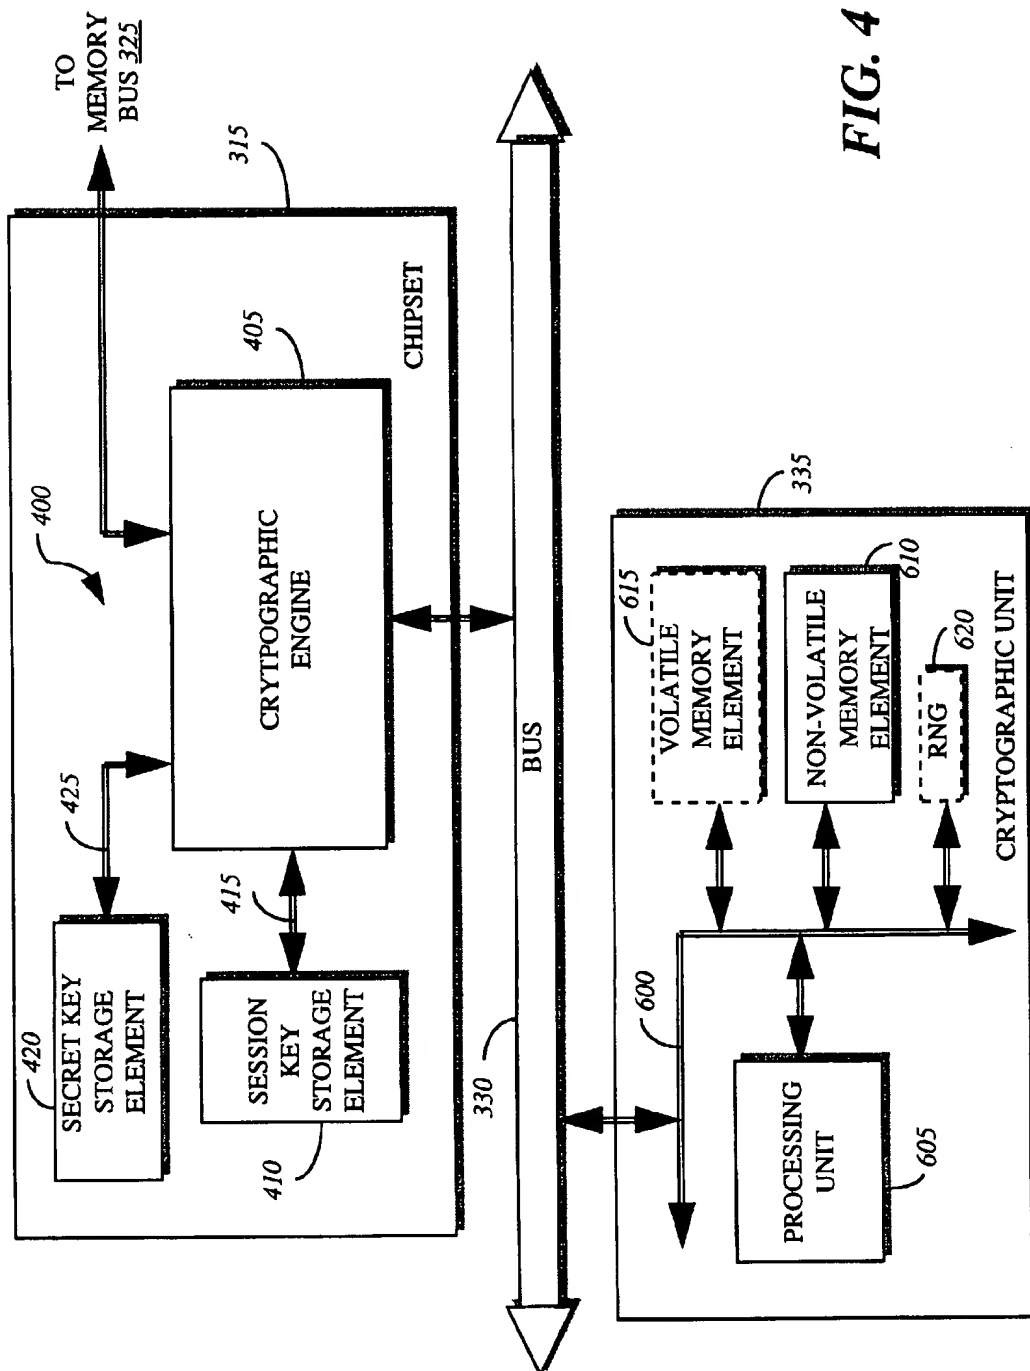 TO
MEMORY
BUS 325
315
400
405
425
CRYTPOGRAPHIC
ENGINE
CHIPSET
420
SECRET KEY
STORAGE
ELEMENT
415
SESSION
KEY
STORAGE
ELEMENT
410
330
BUS
335
600
615
VOLATILE
MEMORY
ELEMENT
610
NON-VOLATILE
MEMORY
ELEMENT
620
RNG
PROCESSING
UNIT
605
CRYPTOGRAPHIC UNIT
FIG. 4